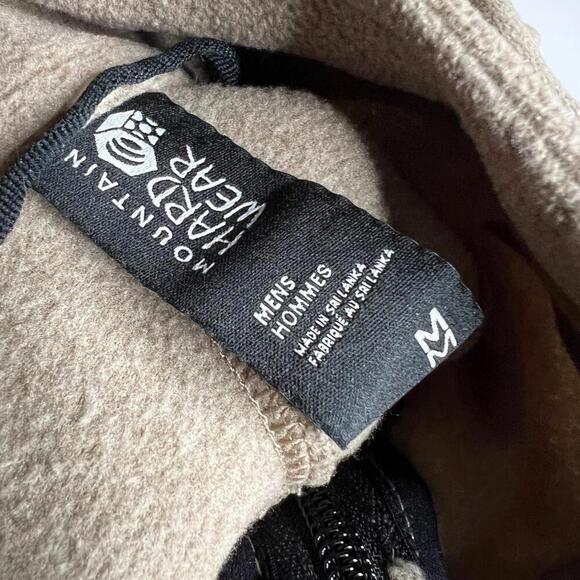 MOUNTAIN
HARD
WEAR
MENS
HOMMES
MADE IN SRI LANKA
FABRIQUÉ AU SRI LANKA
M
M